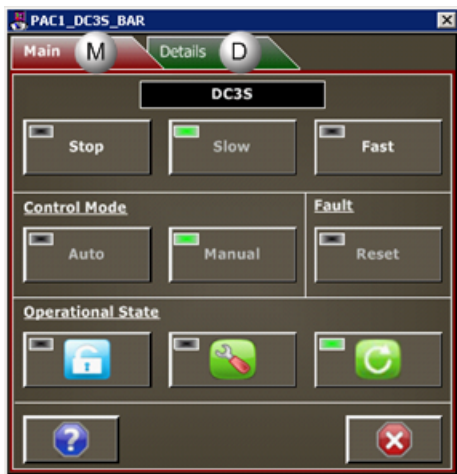 PAC1_DC3S_BAR
Main M Details D
DC3S
Stop Slow Fast
Control Mode Fault
Auto Manual Reset
Operational State
?